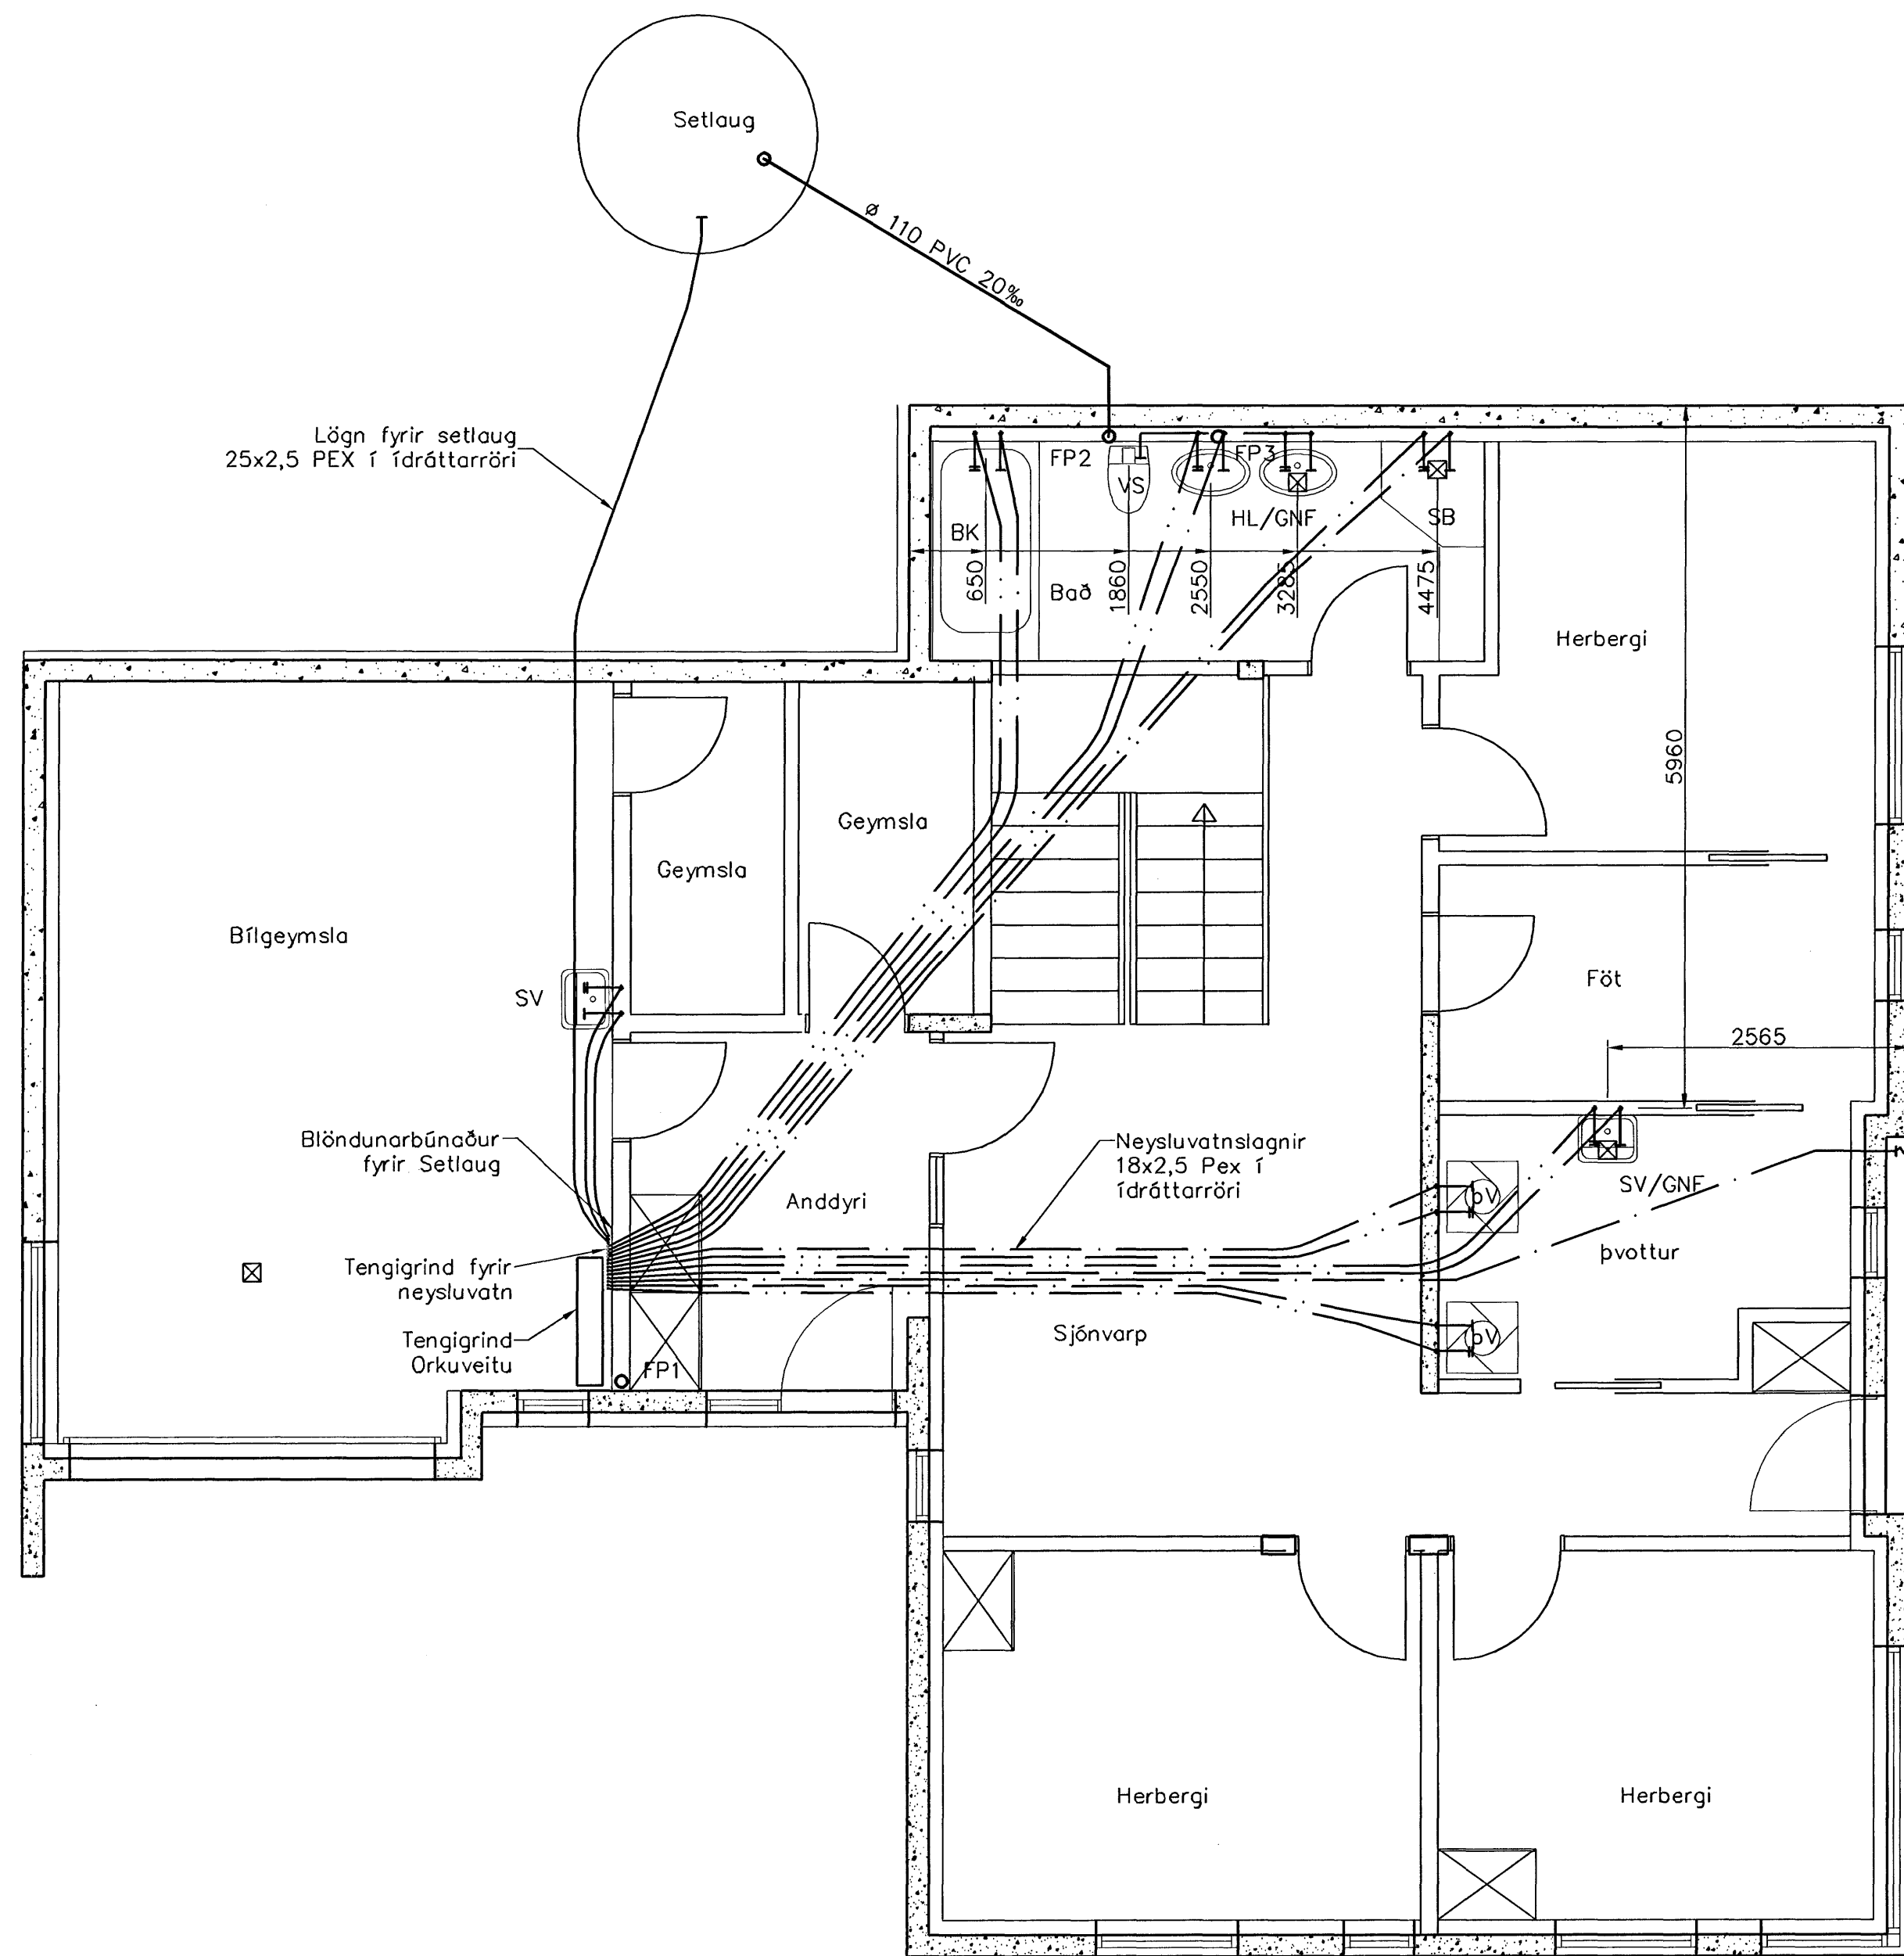 Setlaug
ø 110 PVC 20‰
Lögn fyrir setlaug
25x2,5 PEX í ídráttarröri
FP2
FP3
VS
HL/GNF
SB
BK
Bað
650
1860
2550
3285
4475
Herbergi
5960
Geymsla
Geymsla
Bílgeymsla
SV
Föt
2565
Blöndunarbúnaður
fyrir Setlaug
Neysluvatnslagnir
18x2,5 Pex í
ídráttarröri
Anddyri
þV
SV/GNF
þvottur
Tengigrind fyrir
neysluvatn
Tengigrind
Orkuveitu
Sjónvarp
þV
FP1
Herbergi
Herbergi